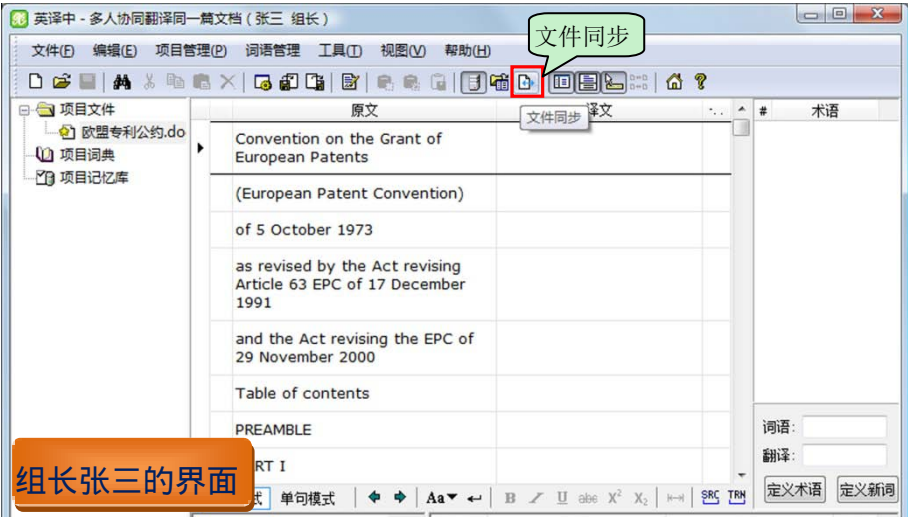 英译中 - 多人协同翻译同一篇文档 ( 张三 组长 )
文件同步
文件(F) 编辑(E) 项目管理(P) 词语管理 工具(T) 视图(V) 帮助(H)
项目文件
欧盟专利公约.do
项目词典
项目记忆库
原文
文件同步
译文
Convention on the Grant of
European Patents
(European Patent Convention)
of 5 October 1973
as revised by the Act revising
Article 63 EPC of 17 December
1991
and the Act revising the EPC of
29 November 2000
Table of contents
PREAMBLE
RT I
# 术语
词语:
翻译:
定义术语 定义新词
组长张三的界面
式 单句模式 Aa B I U abc X² X₂ SRC TRN